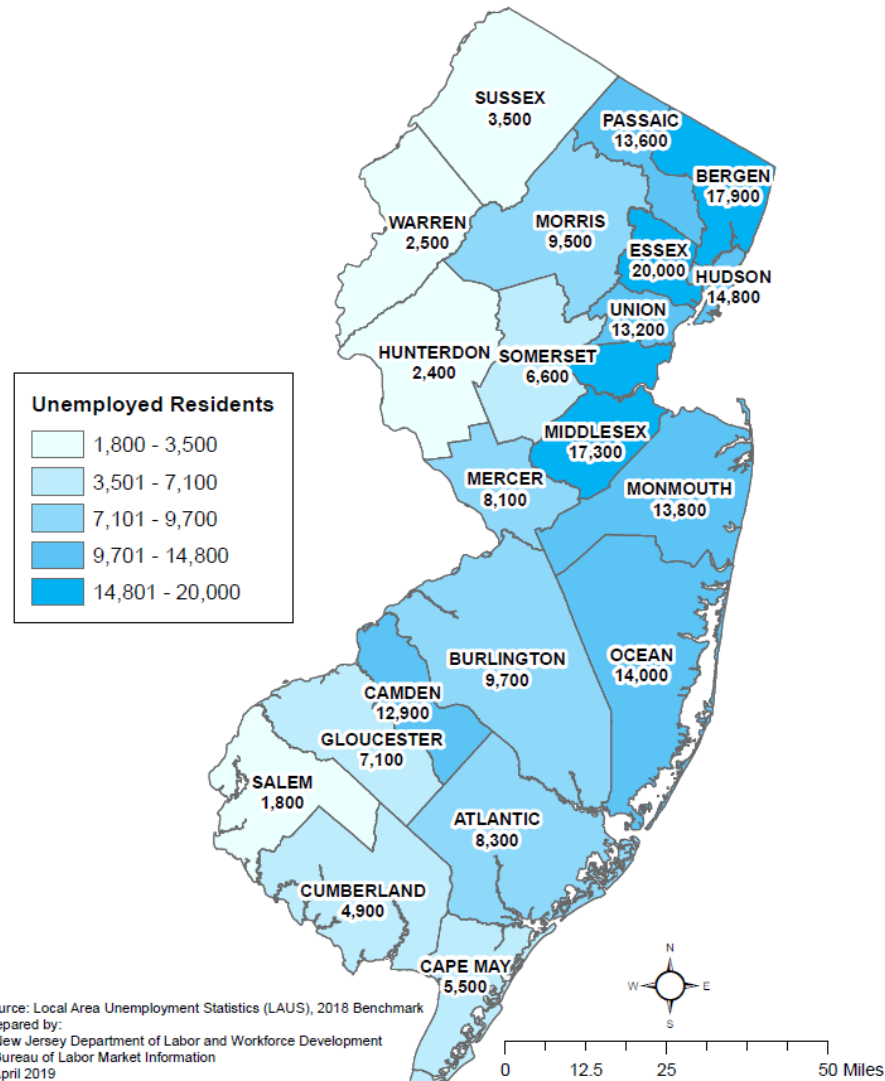 SUSSEX
3,500
PASSAIC
13,600
BERGEN
17,900
WARREN
2,500
MORRIS
9,500
ESSEX
20,000
HUDSON
14,800
UNION
13,200
HUNTERDON
2,400
SOMERSET
6,600
Unemployed Residents
1,800 - 3,500
3,501 - 7,100
7,101 - 9,700
9,701 - 14,800
14,801 - 20,000
MIDDLESEX
17,300
MERCER
8,100
MONMOUTH
13,800
BURLINGTON
9,700
OCEAN
14,000
CAMDEN
12,900
GLOUCESTER
7,100
SALEM
1,800
ATLANTIC
8,300
CUMBERLAND
4,900
CAPE MAY
5,500
N
W E
S
urce: Local Area Unemployment Statistics (LAUS), 2018 Benchmark
epared by:
New Jersey Department of Labor and Workforce Development
Bureau of Labor Market Information
April 2019
0 12.5 25 50 Miles